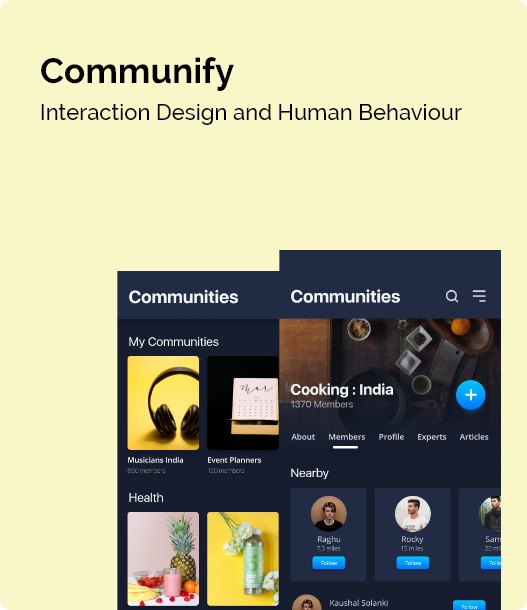 Communify
Interaction Design and Human Behaviour
Communities
My Communities
Musicians India
650 members
Event Planners
120 members
Health
Communities
Cooking : India
1370 Members
About Members Profile Experts Articles
Nearby
Raghu
7.3 miles
Follow
Rocky
15 miles
Follow
Sam
20 mil
Follo
Kaushal Solanki
Follow